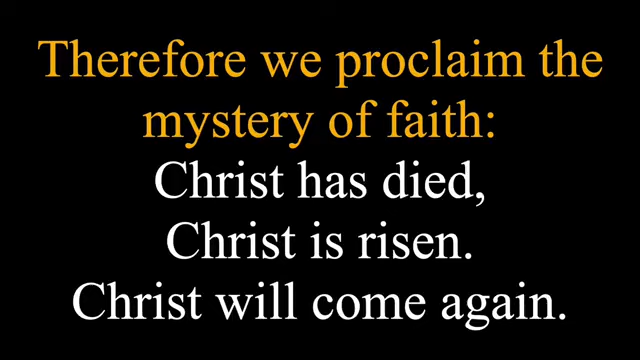 Therefore we proclaim the
mystery of faith:
Christ has died,
Christ is risen.
Christ will come again.